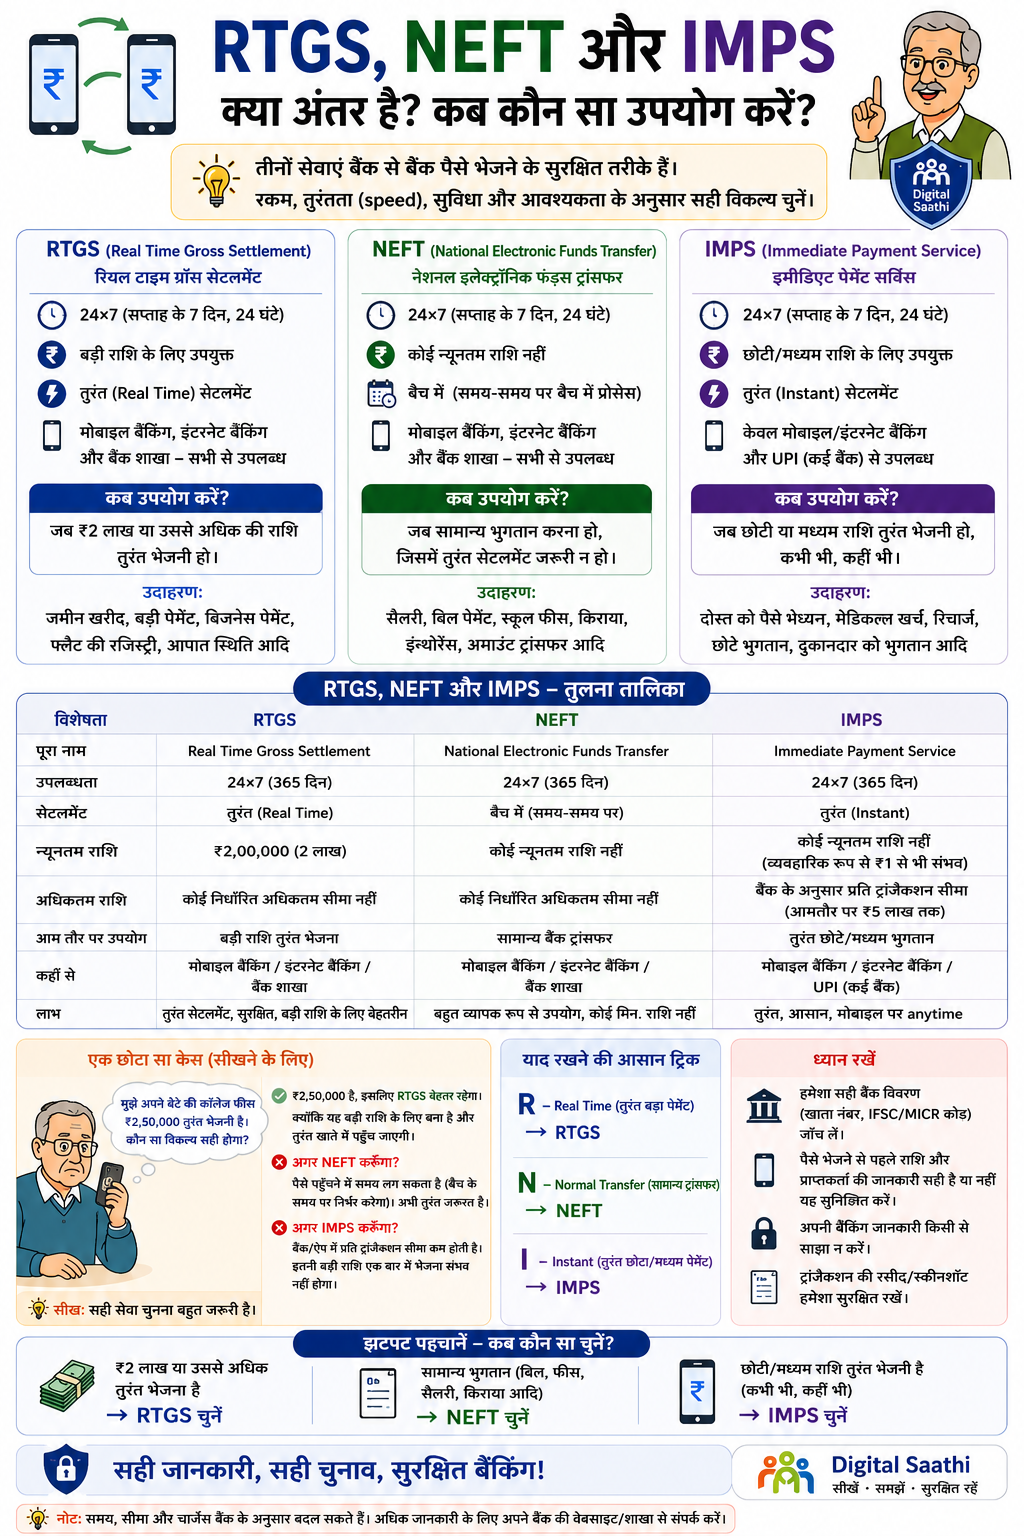 RTGS, NEFT और IMPS
क्या अंतर है? कब कौन सा उपयोग करें?
तीनों सेवाएं बैंक से बैंक पैसे भेजने के सुरक्षित तरीके हैं।
रकम, तुरंतता (speed), सुविधा और आवश्यकता के अनुसार सही विकल्प चुनें।
Digital
Saathi
RTGS (Real Time Gross Settlement)
रियल टाइम ग्रॉस सेटलमेंट
24×7 (सप्ताह के 7 दिन, 24 घंटे)
बड़ी राशि के लिए उपयुक्त
तुरंत (Real Time) सेटलमेंट
मोबाइल बैंकिंग, इंटरनेट बैंकिंग
और बैंक शाखा – सभी से उपलब्ध
कब उपयोग करें?
जब ₹2 लाख या उससे अधिक की राशि
तुरंत भेजनी हो।
उदाहरण:
जमीन खरीद, बड़ी पेमेंट, बिजनेस पेमेंट,
फ्लैट की रजिस्ट्री, आपात स्थिति आदि
NEFT (National Electronic Funds Transfer)
नेशनल इलेक्ट्रॉनिक फंड्स ट्रांसफर
24×7 (सप्ताह के 7 दिन, 24 घंटे)
कोई न्यूनतम राशि नहीं
बैच में (समय-समय पर बैच में प्रोसेस)
मोबाइल बैंकिंग, इंटरनेट बैंकिंग
और बैंक शाखा – सभी से उपलब्ध
कब उपयोग करें?
जब सामान्य भुगतान करना हो,
जिसमें तुरंत सेटलमेंट जरूरी न हो।
उदाहरण:
सैलरी, बिल पेमेंट, स्कूल फीस, किराया,
इन्थोरेंस, अमाउंट ट्रांसफर आदि
IMPS (Immediate Payment Service)
इमीडिएट पेमेंट सर्विस
24×7 (सप्ताह के 7 दिन, 24 घंटे)
छोटी/मध्यम राशि के लिए उपयुक्त
तुरंत (Instant) सेटलमेंट
केवल मोबाइल/इंटरनेट बैंकिंग
और UPI (कई बैंक) से उपलब्ध
कब उपयोग करें?
जब छोटी या मध्यम राशि तुरंत भेजनी हो,
कभी भी, कहीं भी।
उदाहरण:
दोस्त को पैसे भेध्यन, मेडिकल्ल खर्च, रिचार्ज,
छोटे भुगतान, दुकानदार को भुगतान आदि
RTGS, NEFT और IMPS – तुलना तालिका
विशेषता RTGS NEFT IMPS
पूरा नाम Real Time Gross Settlement National Electronic Funds Transfer Immediate Payment Service
उपलब्धता 24×7 (365 दिन) 24×7 (365 दिन) 24×7 (365 दिन)
सेटलमेंट तुरंत (Real Time) बैच में (समय-समय पर) तुरंत (Instant)
न्यूनतम राशि ₹2,00,000 (2 लाख) कोई न्यूनतम राशि नहीं कोई न्यूनतम राशि नहीं
(व्यवहारिक रूप से ₹1 से भी संभव)
अधिकतम राशि कोई निर्धारित अधिकतम सीमा नहीं कोई निर्धारित अधिकतम सीमा नहीं बैंक के अनुसार प्रति ट्रांजैकशन सीमा
(आमतौर पर ₹5 लाख तक)
आम तौर पर उपयोग बड़ी राशि तुरंत भेजना सामान्य बैंक ट्रांसफर तुरंत छोटे/मध्यम भुगतान
कहीं से मोबाइल बैंकिंग / इंटरनेट बैंकिंग / मोबाइल बैंकिंग / इंटरनेट बैंकिंग / मोबाइल बैंकिंग / इंटरनेट बैंकिंग /
बैंक शाखा बैंक शाखा UPI (कई बैंक)
लाभ तुरंत सेटलमेंट, सुरक्षित, बड़ी राशि के लिए बेहतरीन बहुत व्यापक रूप से उपयोग, कोई मिन. राशि नहीं तुरंत, आसान, मोबाइल पर anytime
एक छोटा सा केस (सीखने के लिए)
मुझे अपने बेटे की कॉलेज फीस
₹2,50,000 तुरंत भेजनी है।
कौन सा विकल्प सही होगा?
₹2,50,000 है, इसलिए RTGS बेहतर रहेगा।
क्योंकि यह बड़ी राशि के लिए बना है और
तुरंत खाते में पहुँच जाएगी।
अगर NEFT करूँगा?
पैसे पहुँचने में समय लग सकता है (बैच के
समय पर निर्भर करेगा)। अभी तुरंत जरूरत है।
अगर IMPS करूँगा?
बैंक/ऐप में प्रति ट्रांजैकशन सीमा कम होती है।
इतनी बड़ी राशि एक बार में भेजना संभव
नहीं होगा।
सीख: सही सेवा चुनना बहुत जरूरी है।
याद रखने की आसान ट्रिक
R – Real Time (तुरंत बड़ा पेमेंट)
→ RTGS
N – Normal Transfer (सामान्य ट्रांसफर)
→ NEFT
I – Instant (तुरंत छोटा/मध्यम पेमेंट)
→ IMPS
ध्यान रखें
हमेशा सही बैंक विवरण
(खाता नंबर, IFSC/MICR कोड)
जाँच लें।
पैसे भेजने से पहले राशि और
प्राप्तकर्ता की जानकारी सही है या नहीं
यह सुनिश्चित करें।
अपनी बैंकिंग जानकारी किसी से
साझा न करें।
ट्रांजैकशन की रसीद/स्कीनशॉट
हमेशा सुरक्षित रखें।
झटपट पहचानें – कब कौन सा चुनें?
₹2 लाख या उससे अधिक
तुरंत भेजना है
→ RTGS चुनें
सामान्य भुगतान (बिल, फीस,
सैलरी, किराया आदि)
→ NEFT चुनें
छोटी/मध्यम राशि तुरंत भेजनी है
(कभी भी, कहीं भी)
→ IMPS चुनें
सही जानकारी, सही चुनाव, सुरक्षित बैंकिंग!
Digital Saathi
सीखें · समझें · सुरक्षित रहें
नोट: समय, सीमा और चार्जेस बैंक के अनुसार बदल सकते हैं। अधिक जानकारी के लिए अपने बैंक की वेबसाइट/शाखा से संपर्क करें।